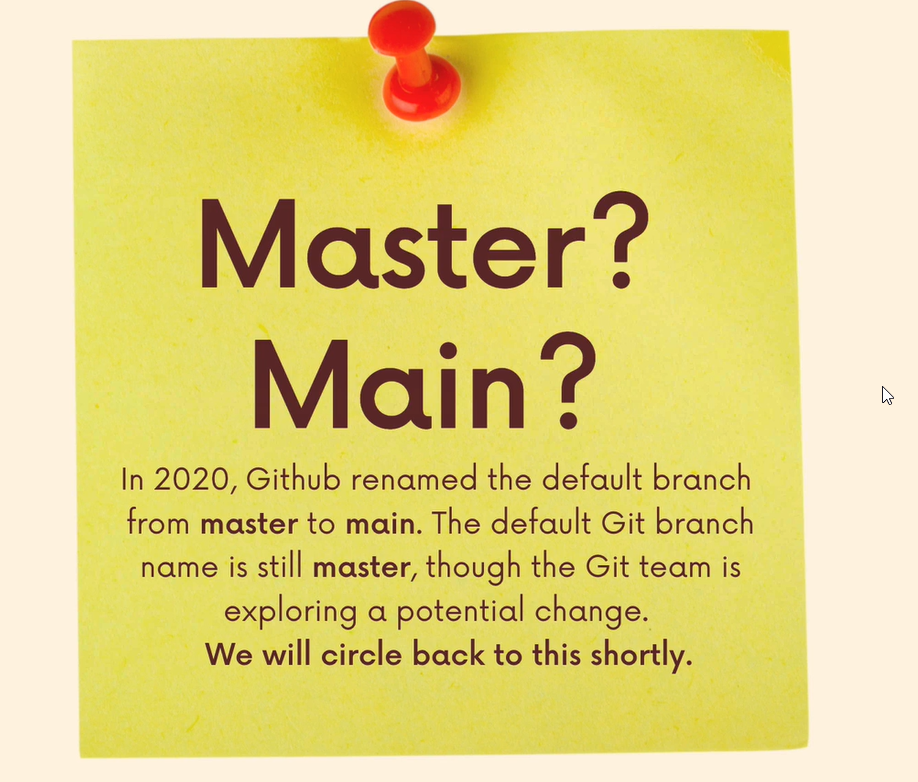 Master?
Main?
In 2020, Github renamed the default branch
from master to main. The default Git branch
name is still master, though the Git team is
exploring a potential change.
We will circle back to this shortly.